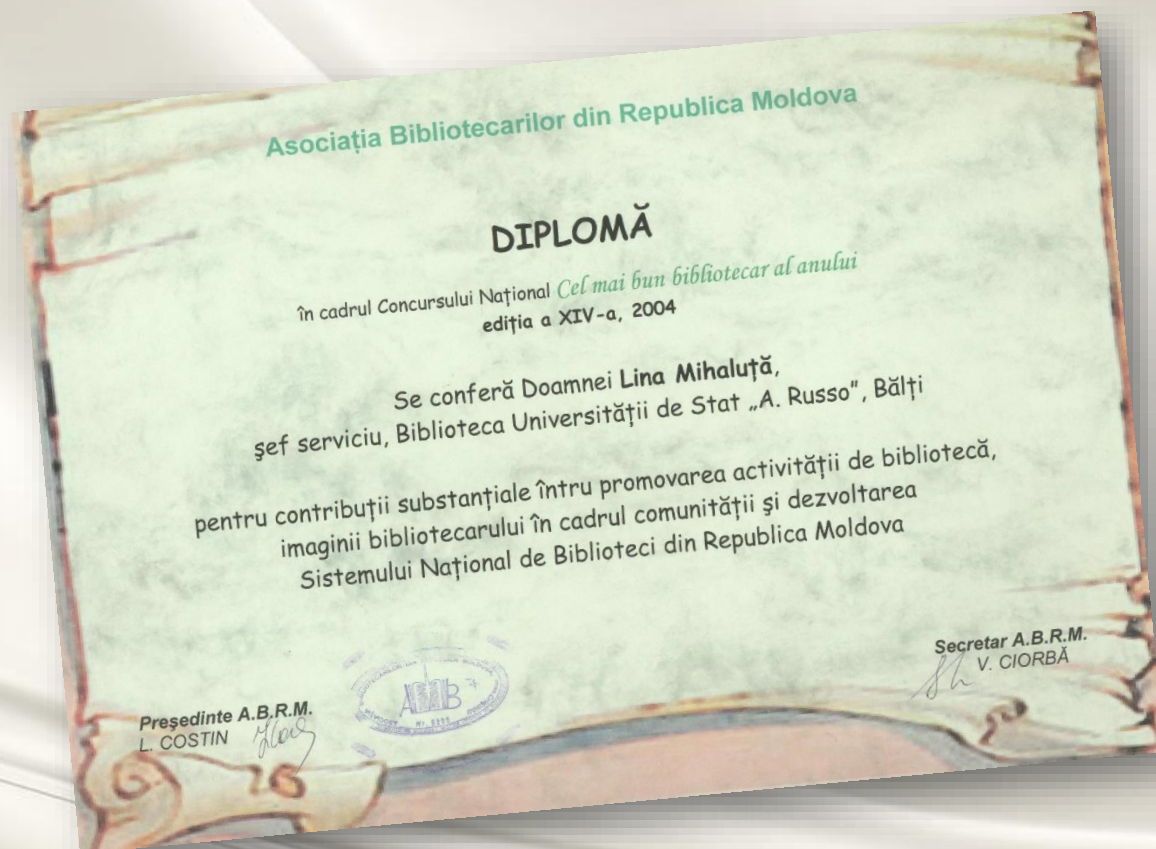 Asociația Bibliotecarilor din Republica Moldova
DIPLOMĂ
în cadrul Concursului Național Cel mai bun bibliotecar al anului
ediția a XIV-a, 2004
Se conferă Doamnei Lina Mihaluță,
şef serviciu, Biblioteca Universității de Stat „A. Russo”, Bălți
pentru contribuții substanțiale întru promovarea activității de bibliotecă,
imaginii bibliotecarului în cadrul comunității şi dezvoltarea
Sistemului Național de Biblioteci din Republica Moldova
Secretar A.B.R.M.
V. CIORBĂ
Președinte A.B.R.M.
L. COSTIN